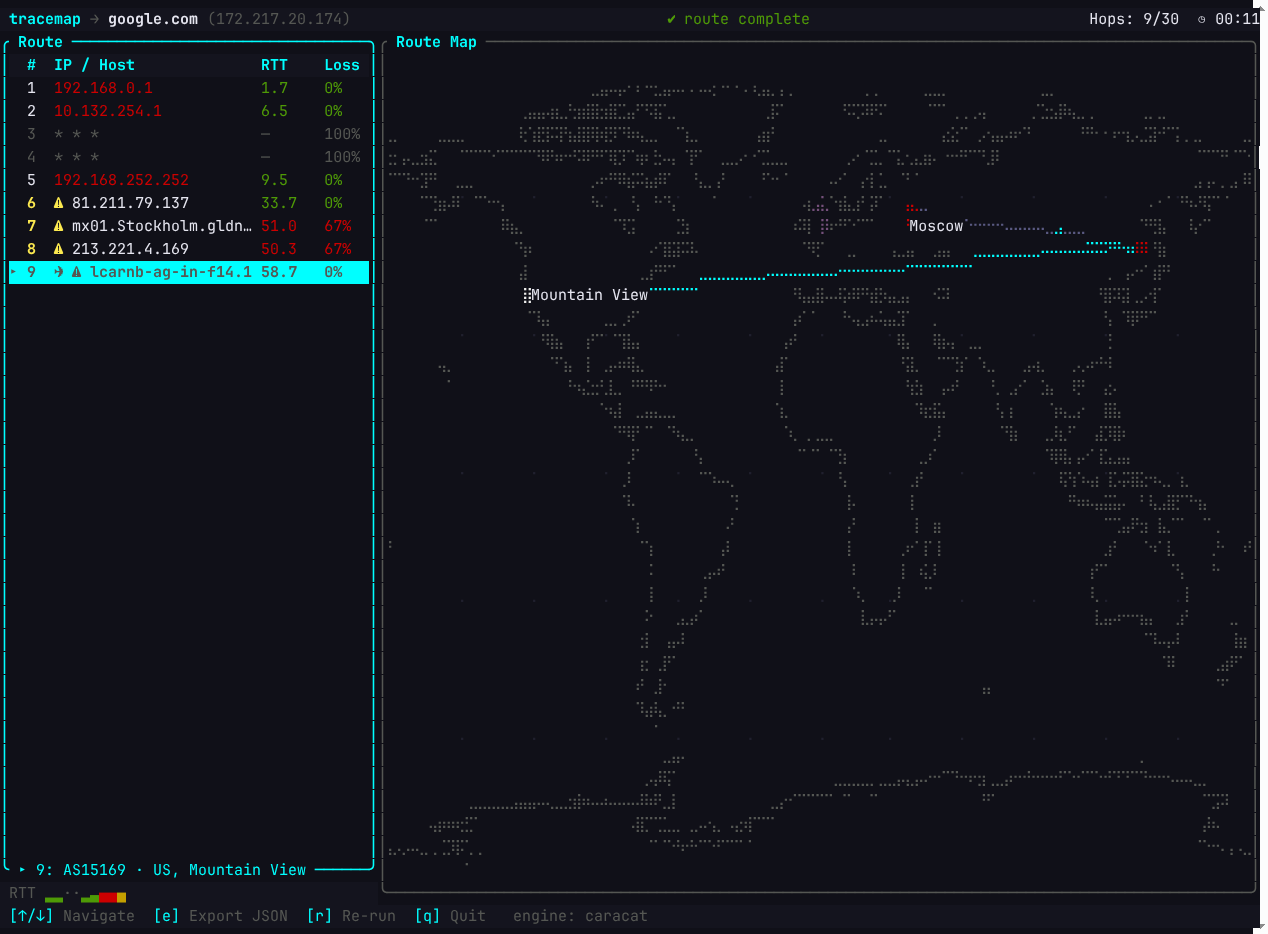 tracemap → google.com (172.217.20.174) ✔ route complete Hops: 9/30 ◷ 00:11
Route
# IP / Host RTT Loss
1 192.168.0.1 1.7 0%
2 10.132.254.1 6.5 0%
3 * * * — 100%
4 * * * — 100%
5 192.168.252.252 9.5 0%
6 ⚠ 81.211.79.137 33.7 0%
7 ⚠ mx01.Stockholm.gldn… 51.0 67%
8 ⚠ 213.221.4.169 50.3 67%
▸ 9 ✈ ⚠ lcarnb-ag-in-f14.1 58.7 0%
▸ 9: AS15169 · US, Mountain View
Route Map
Moscow
Mountain View
RTT
[↑/↓] Navigate [e] Export JSON [r] Re-run [q] Quit engine: caracat